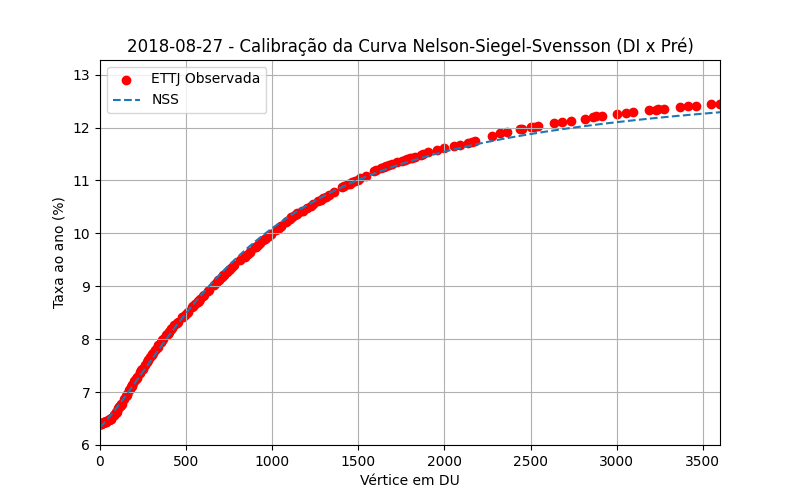 2018-08-27 - Calibração da Curva Nelson-Siegel-Svensson (DI x Pré)
ETTJ Observada
NSS
Taxa ao ano (%)
13
12
11
10
9
8
7
6
0 500 1000 1500 2000 2500 3000 3500
Vértice em DU